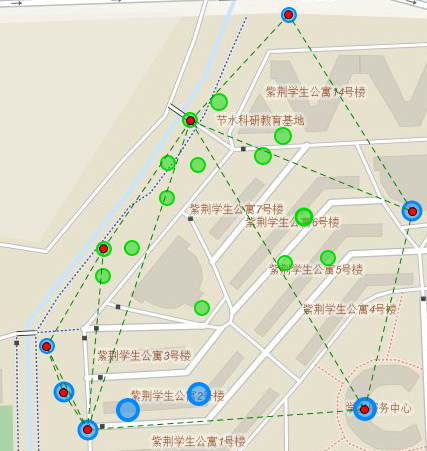 紫荆学生公寓14号楼
节水科研教育基地
紫荆学生公寓7号楼
紫荆学生公寓6号楼
紫荆学生公寓5号楼
紫荆学生公寓4号楼
紫荆学生公寓3号楼
紫荆学生公寓2号楼
务中心
紫荆学生公寓1号楼